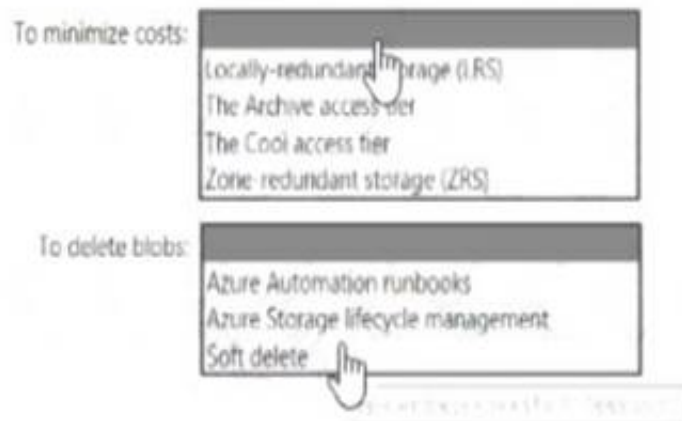 To minimize costs:
Locally-redundant storage (LRS)
The Archive access tier
The Cool access tier
Zone-redundant storage (ZRS)
To delete blobs:
Azure Automation runbooks
Azure Storage lifecycle management
Soft delete